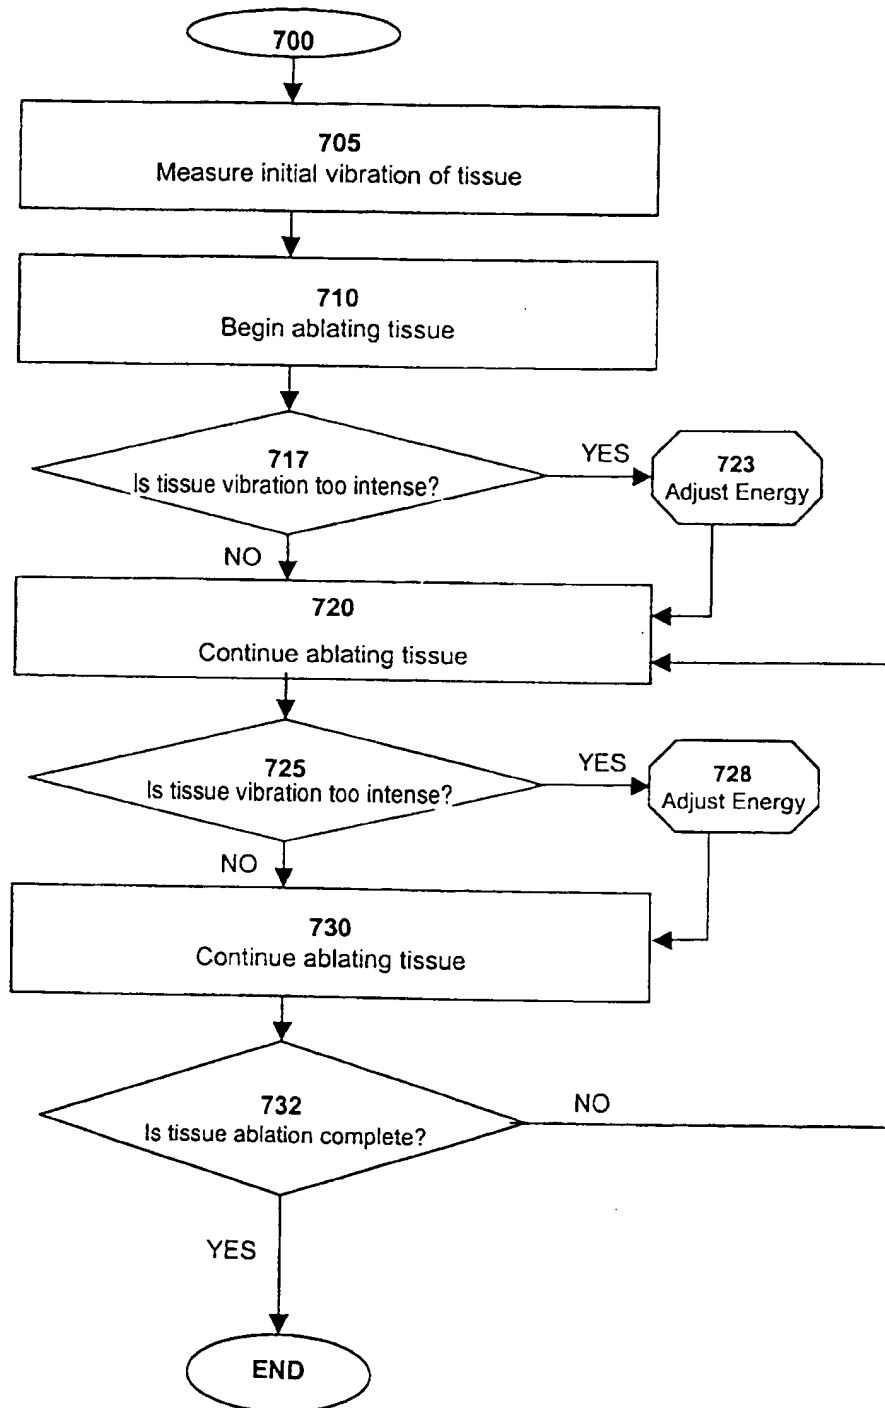 700
705
Measure initial vibration of tissue
710
Begin ablating tissue
717
Is tissue vibration too intense?
YES
723
Adjust Energy
NO
720
Continue ablating tissue
725
Is tissue vibration too intense?
YES
728
Adjust Energy
NO
730
Continue ablating tissue
732
Is tissue ablation complete?
NO
YES
END